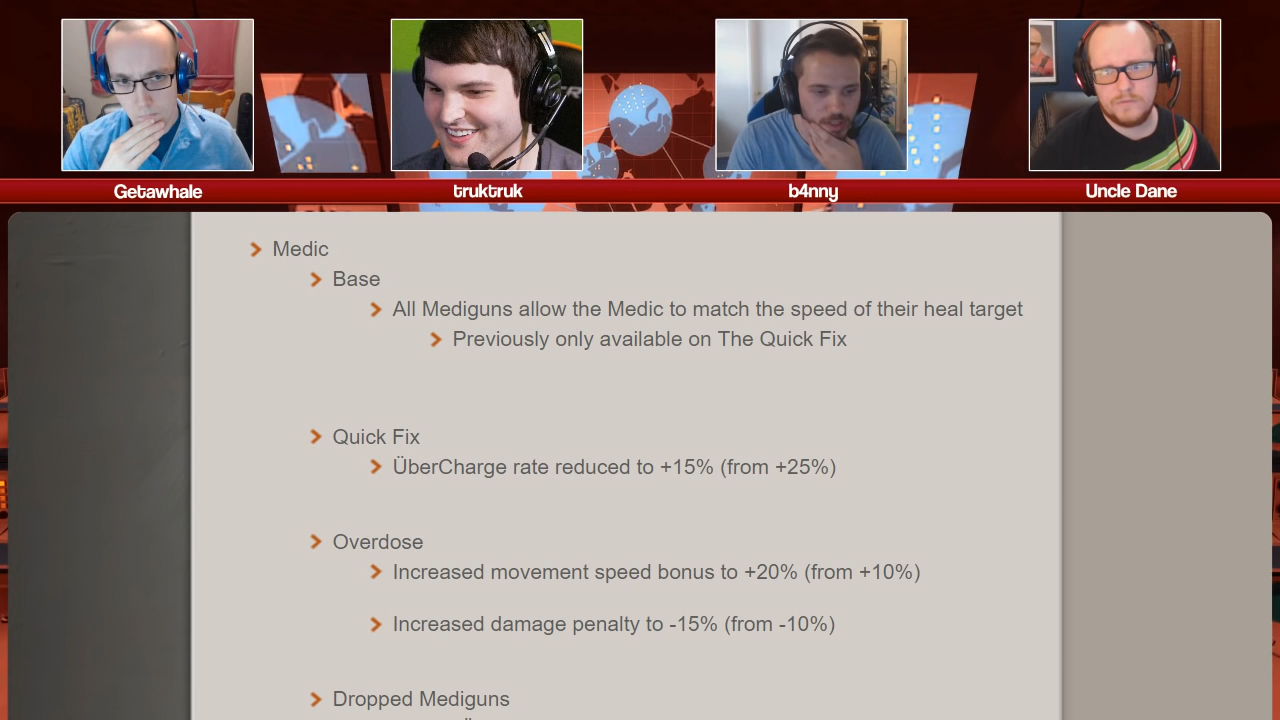 Getawhale
truktruk
b4nny
Uncle Dane
Medic
Base
All Mediguns allow the Medic to match the speed of their heal target
Previously only available on The Quick Fix
Quick Fix
ÜberCharge rate reduced to +15% (from +25%)
Overdose
Increased movement speed bonus to +20% (from +10%)
Increased damage penalty to -15% (from -10%)
Dropped Mediguns